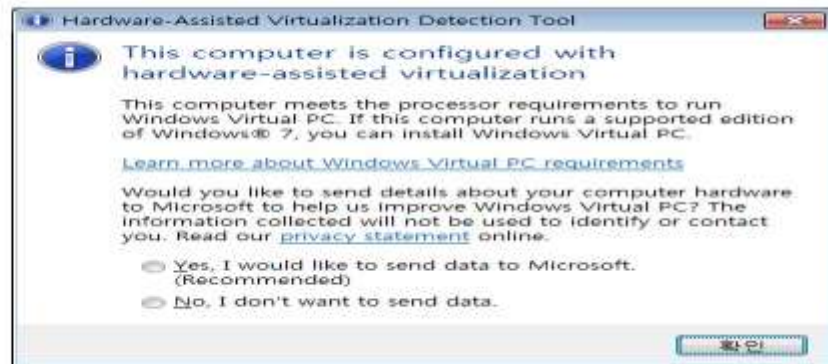 Hardware-Assisted Virtualization Detection Tool
This computer is configured with
hardware-assisted virtualization
This computer meets the processor requirements to run
Windows Virtual PC. If this computer runs a supported edition
of Windows® 7, you can install Windows Virtual PC.
Learn more about Windows Virtual PC requirements
Would you like to send details about your computer hardware
to Microsoft to help us improve Windows Virtual PC? The
information collected will not be used to identify or contact
you. Read our privacy statement online.
Yes, I would like to send data to Microsoft.
(Recommended)
No, I don't want to send data.
확인